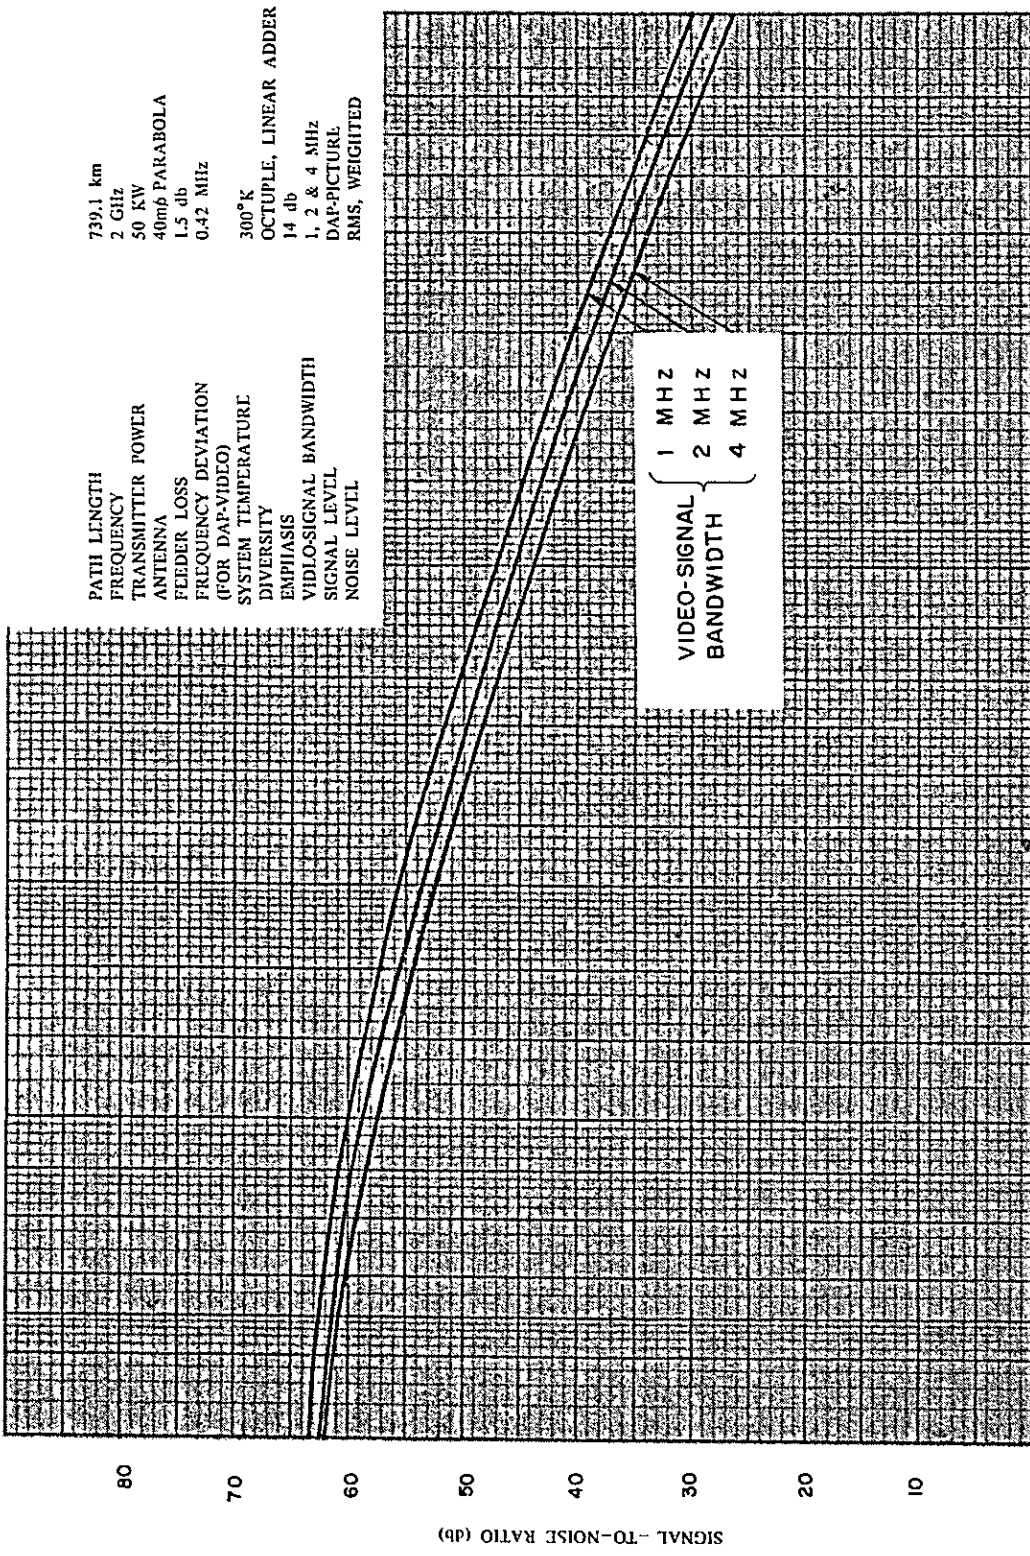 PATH LENGTH 739.1 km
FREQUENCY 2 GHz
TRANSMITTER POWER 50 KW
ANTENNA 40mϕ PARABOLA
FEEDER LOSS 1.5 db
FREQUENCY DEVIATION 0.42 MHz
(FOR DAP-VIDEO)
SYSTEM TEMPERATURE 300°K
DIVERSITY OCTUPLE, LINEAR ADDER
EMPHASIS 14 db
VIDEO-SIGNAL BANDWIDTH 1, 2 & 4 MHz
SIGNAL LEVEL DAP-PICTURE
NOISE LEVEL RMS, WEIGITED
VIDEO-SIGNAL BANDWIDTH
1 MHZ
2 MHZ
4 MHZ
SIGNAL-TO-NOISE RATIO (db)
80
70
60
50
40
30
20
10